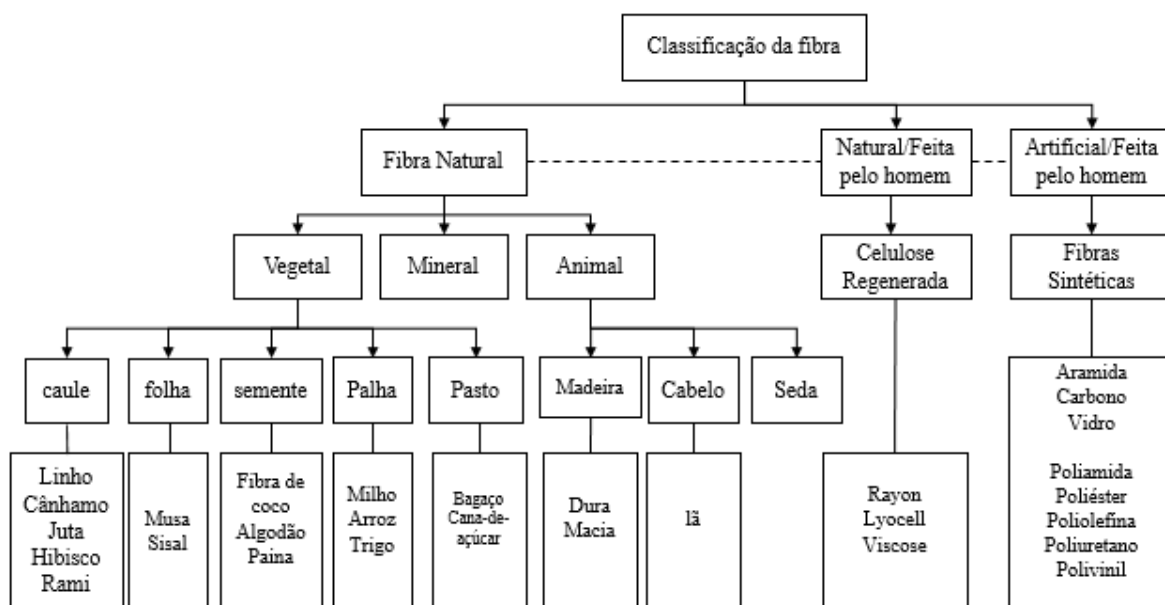 Classificação da fibra
Fibra Natural
Natural/Feita
pelo homem
Artificial/Feita
pelo homem
Vegetal
Mineral
Animal
Celulose
Regenerada
Fibras
Sintéticas
caule
folha
semente
Palha
Pasto
Madeira
Cabelo
Seda
Linho
Cânhamo
Juta
Hibisco
Rami
Musa
Sisal
Fibra de
coco
Algodão
Paina
Milho
Arroz
Trigo
Bagaço
Cana-de-
açúcar
Dura
Macia
lã
Rayon
Lyocell
Viscose
Aramida
Carbono
Vidro
Poliamida
Poliéster
Poliolefína
Poliuretano
Polivinil